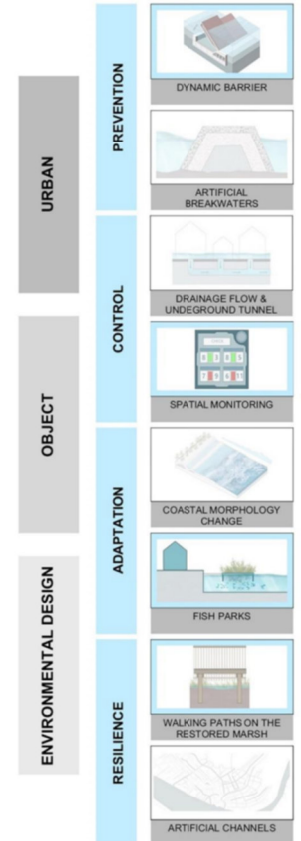 URBAN
OBJECT
ENVIRONMENTAL DESIGN
PREVENTION
CONTROL
ADAPTATION
RESILIENCE
DYNAMIC BARRIER
ARTIFICIAL
BREAKWATERS
DRAINAGE FLOW &
UNDEGROUND TUNNEL
SPATIAL MONITORING
COASTAL MORPHOLOGY
CHANGE
FISH PARKS
WALKING PATHS ON THE
RESTORED MARSH
ARTIFICIAL CHANNELS